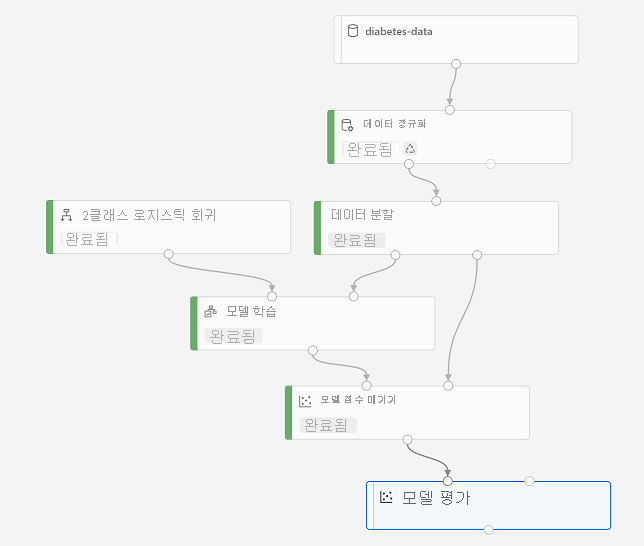 diabetes-data
데이터 정규화
완료됨
2클래스 로지스틱 회귀
완료됨
데이터 분할
완료됨
모델 학습
완료됨
모델 점수 매기기
완료됨
모델 평가